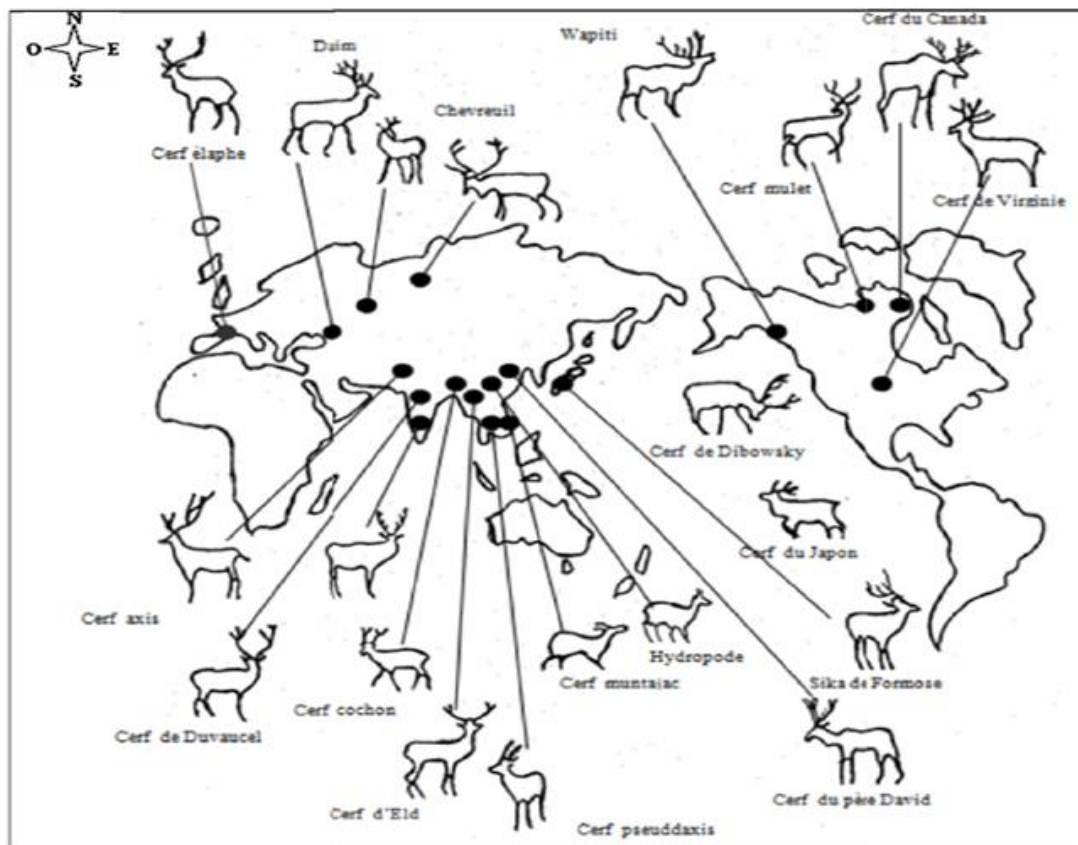 N
O E
S
Cerf du Canada
Wapiti
Daim
Chevreuil
Cerf élaphe
Cerf mulet
Cerf de Virginie
Cerf de Dibowsky
Cerf du Japon
Cerf axis
Hydropode
Cerf muntajac
Sika de Formose
Cerf cochon
Cerf de Duvaucel
Cerf du père David
Cerf d'Eld
Cerf pseuddaxis